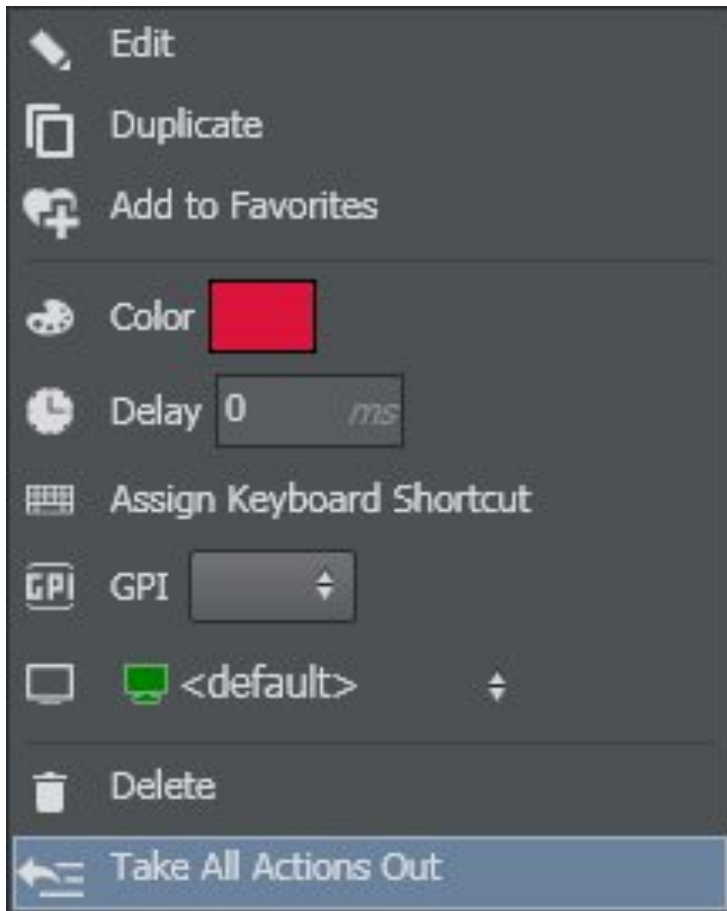 Edit
Duplicate
Add to Favorites
Color
Delay 0 ms
Assign Keyboard Shortcut
GPI GPI
<default>
Delete
Take All Actions Out